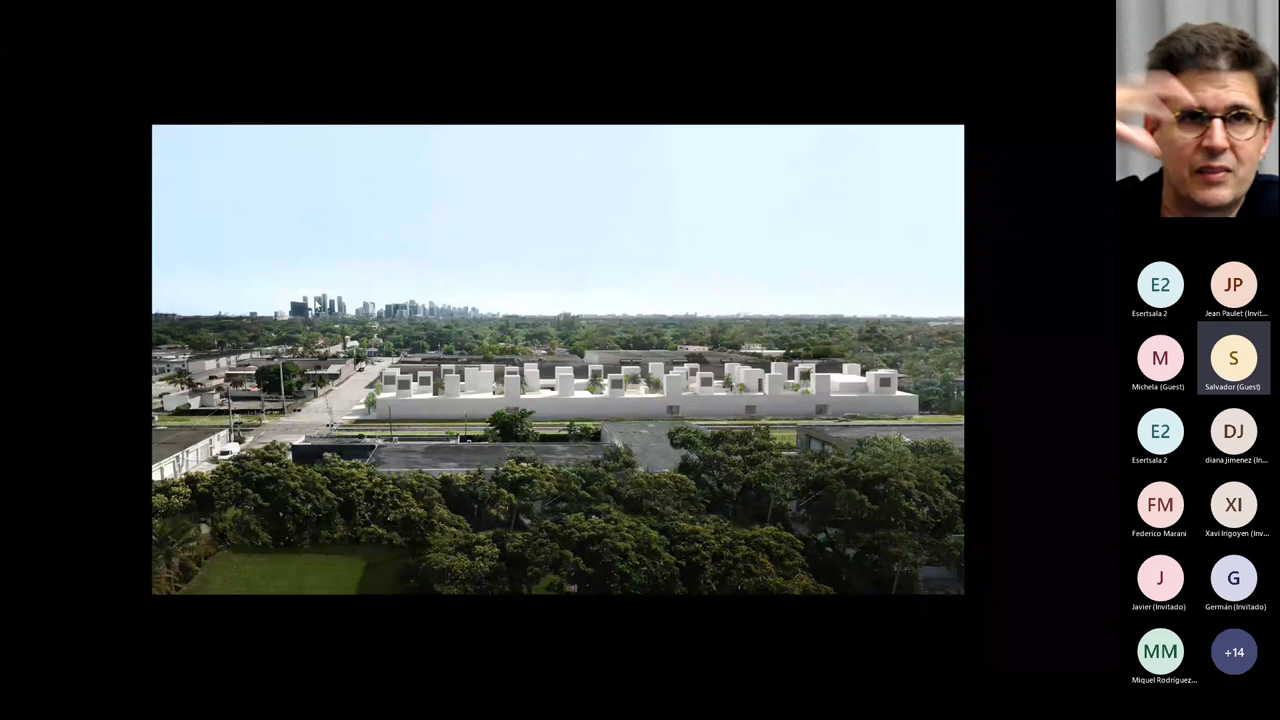 E2
Esertsala 2
JP
Jean Paulet (Invit...
M
Michela (Guest)
S
Salvador (Guest)
E2
Esertsala 2
DJ
diana jimenez (In...
FM
Federico Marani
XI
Xavi Irigoyen (Inv...
J
Javier (Invitado)
G
Germán (Invitado)
MM
Miquel Rodríguez...
+14